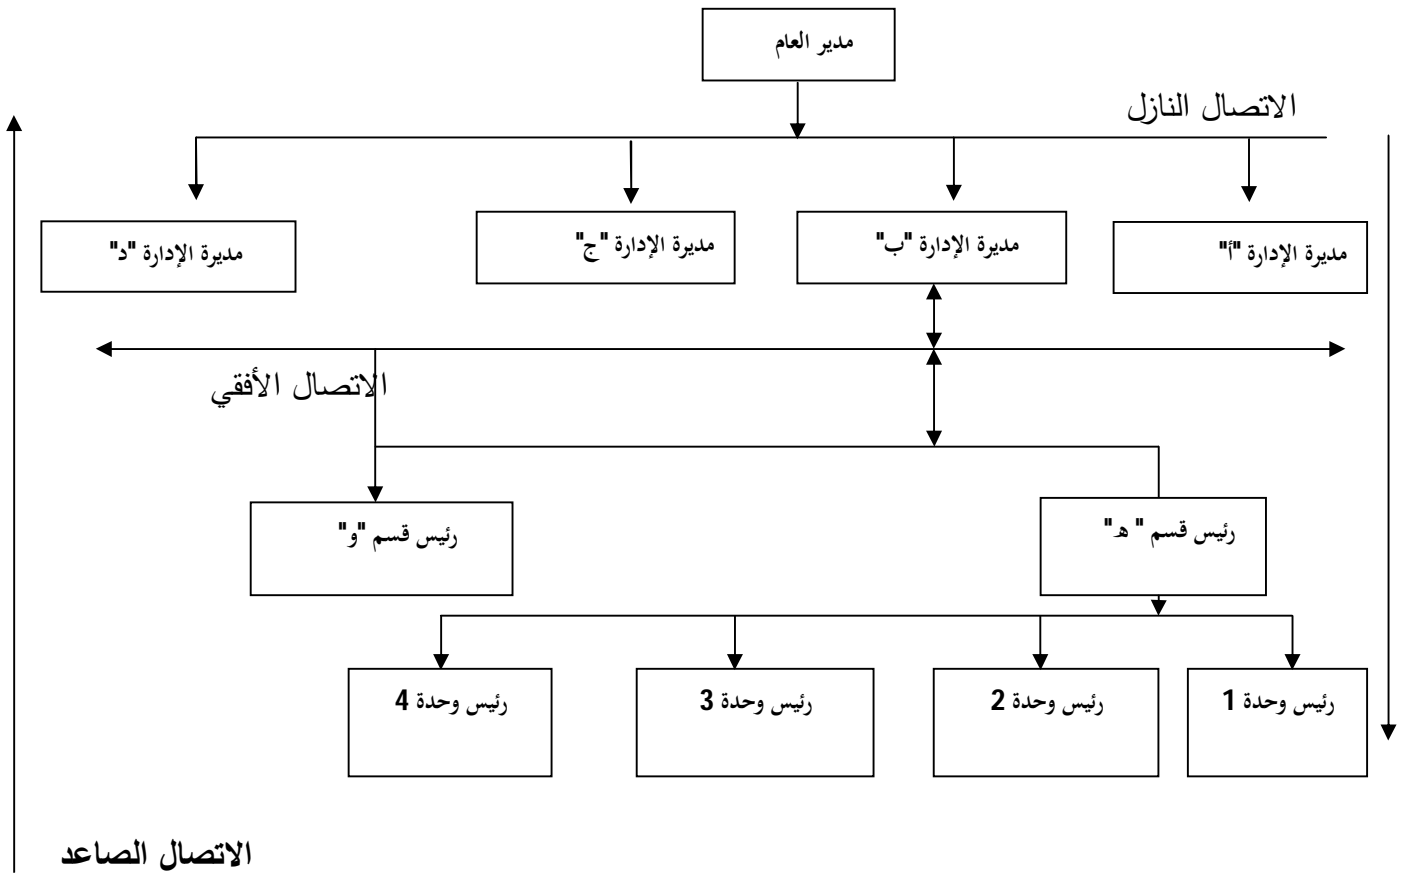 مدير العام
الاتصال النازل
مديرة الإدارة "أ"
مديرة الإدارة "ب"
مديرة الإدارة "ج"
مديرة الإدارة "د"
الاتصال الأفقي
رئيس قسم " هـ"
رئيس قسم "و"
رئيس وحدة 1
رئيس وحدة 2
رئيس وحدة 3
رئيس وحدة 4
الاتصال الصاعد